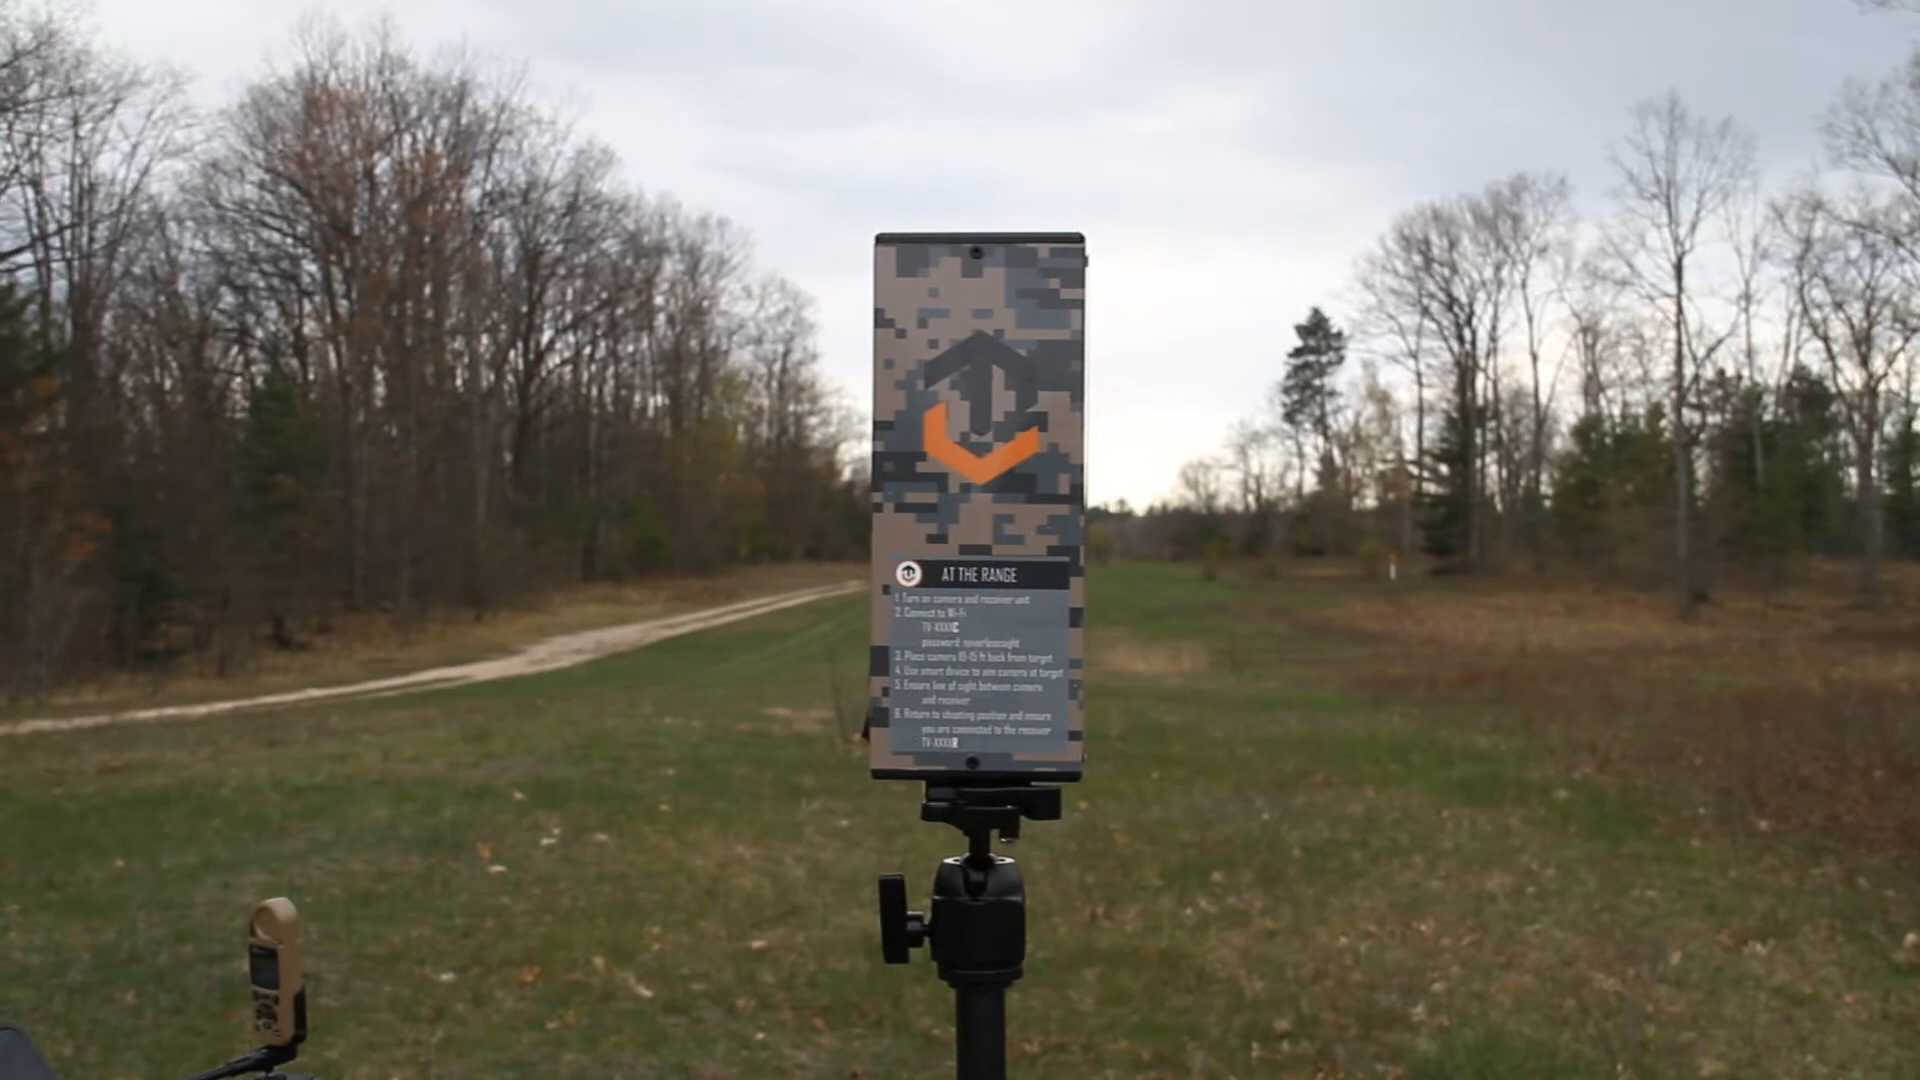 AT THE RANGE
1. Turn on camera and receiver unit
2. Connect to Wi-Fi
TV-XXXXC
password: neverboresight
3. Place camera 10-15 ft back from target
4. Use smart device to aim camera at target
5. Ensure line of sight between camera
and receiver
6. Return to shooting position and ensure
you are connected to the receiver
TV-XXXXR